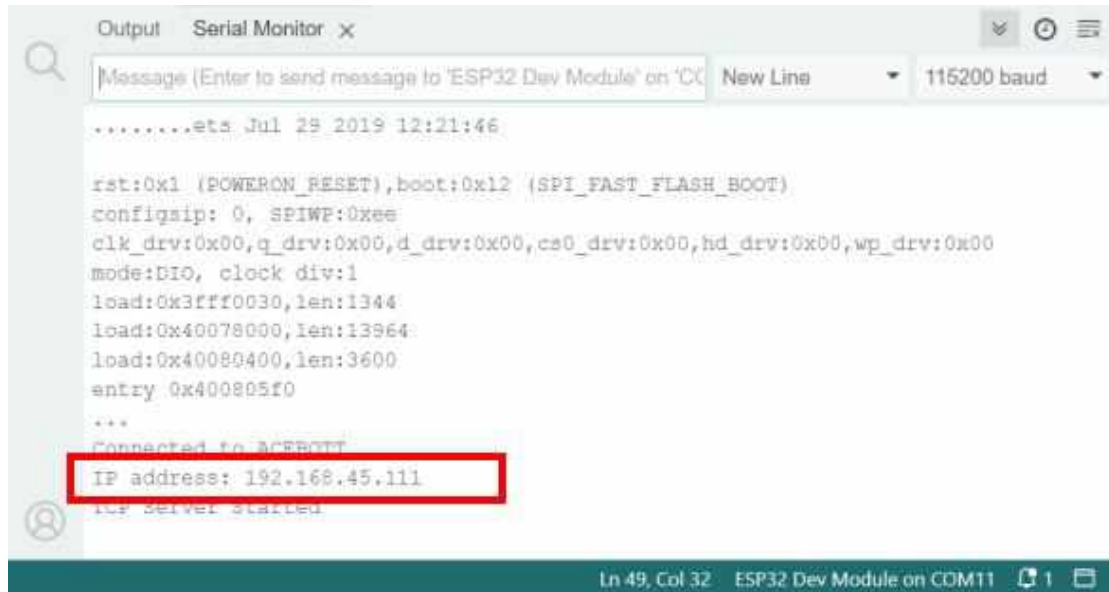 Output Serial Monitor
Message (Enter to send message to 'ESP32 Dev Module' on 'CO New Line 115200 baud
........ets Jul 29 2019 12:21:46
rst:0x1 (POWERON_RESET),boot:0x12 (SPI_FAST_FLASH_BOOT)
configsip: 0, SPIWP:0xee
clk_drv:0x00,q_drv:0x00,d_drv:0x00,cs0_drv:0x00,hd_drv:0x00,wp_drv:0x00
mode:DIO, clock div:1
load:0x3fff0030,len:1344
load:0x40078000,len:13964
load:0x40080400,len:3600
entry 0x400805f0
...
Connected to ACEBOTT
IP address: 192.168.45.111
TCP Server started
Ln 49, Col 32 ESP32 Dev Module on COM11 1